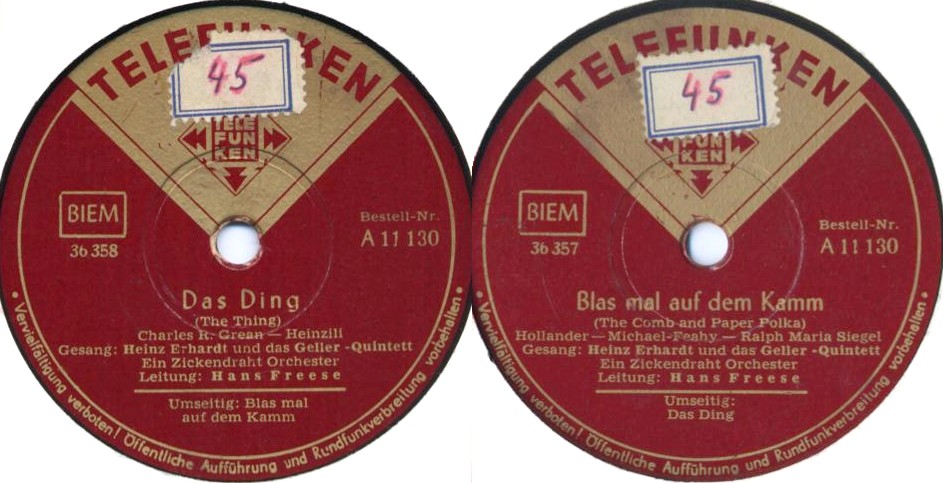 TELEFUNKEN
45
TELE
FUN
KEN
BIEM
36 358
Bestell-Nr.
A 11 130
Das Ding
(The Thing)
Charles R. Grean — Heinzili
Gesang: Heinz Erhardt und das Geller-Quintett
Ein Zickendraht Orchester
Leitung: Hans Freese
Umseitig: Blas mal
auf dem Kamm
• Vervielfältigung verboten! Öffentliche Aufführung und Rundfunkverbreitung vorbehalten. •
TELEFUNKEN
45
FUN
KEN
BIEM
36 357
Bestell-Nr.
A 11 130
Blas mal auf dem Kamm
(The Comb and Paper Polka)
Hollander — Michael-Feahy — Ralph Maria Siegel
Gesang: Heinz Erhardt und das Geller-Quintett
Ein Zickendraht Orchester
Leitung: Hans Freese
Umseitig:
Das Ding
• Vervielfältigung verboten! Öffentliche Aufführung und Rundfunkverbreitung vorbehalten. •